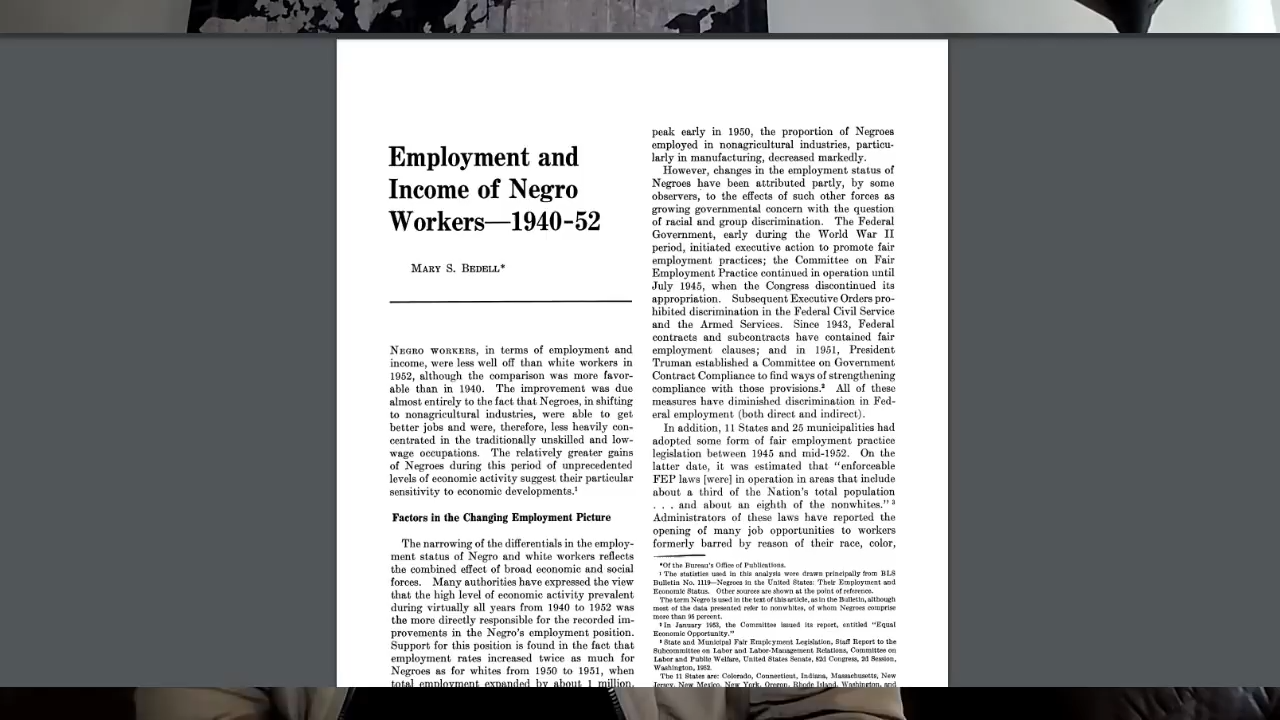 Employment and
Income of Negro
Workers—1940-52
MARY S. BEDELL*
NEGRO WORKERS, in terms of employment and
income, were less well off than white workers in
1952, although the comparison was more favor-
able than in 1940. The improvement was due
almost entirely to the fact that Negroes, in shifting
to nonagricultural industries, were able to get
better jobs and were, therefore, less heavily con-
centrated in the traditionally unskilled and low-
wage occupations. The relatively greater gains
of Negroes during this period of unprecedented
levels of economic activity suggest their particular
sensitivity to economic developments.¹
Factors in the Changing Employment Picture
The narrowing of the differentials in the employ-
ment status of Negro and white workers reflects
the combined effect of broad economic and social
forces. Many authorities have expressed the view
that the high level of economic activity prevalent
during virtually all years from 1940 to 1952 was
the more directly responsible for the recorded im-
provements in the Negro's employment position.
Support for this position is found in the fact that
employment rates increased twice as much for
Negroes as for whites from 1950 to 1951, when
total employment expanded by about 1 million.
peak early in 1950, the proportion of Negroes
employed in nonagricultural industries, particu-
larly in manufacturing, decreased markedly.
However, changes in the employment status of
Negroes have been attributed partly, by some
observers, to the effects of such other forces as
growing governmental concern with the question
of racial and group discrimination. The Federal
Government, early during the World War II
period, initiated executive action to promote fair
employment practices; the Committee on Fair
Employment Practice continued in operation until
July 1945, when the Congress discontinued its
appropriation. Subsequent Executive Orders pro-
hibited discrimination in the Federal Civil Service
and the Armed Services. Since 1943, Federal
contracts and subcontracts have contained fair
employment clauses; and in 1951, President
Truman established a Committee on Government
Contract Compliance to find ways of strengthening
compliance with those provisions.² All of these
measures have diminished discrimination in Fed-
eral employment (both direct and indirect).
In addition, 11 States and 25 municipalities had
adopted some form of fair employment practice
legislation between 1945 and mid-1952. On the
latter date, it was estimated that "enforceable
FEP laws [were] in operation in areas that include
about a third of the Nation's total population
. . . and about an eighth of the nonwhites." ³
Administrators of these laws have reported the
opening of many job opportunities to workers
formerly barred by reason of their race, color,
*Of the Bureau's Office of Publications.
¹ The statistics used in this analysis were drawn principally from BLS
Bulletin No. 1119—Negroes in the United States: Their Employment and
Economic Status. Other sources are shown at the point of reference.
The term Negro is used in the text of this article, as in the Bulletin, although
most of the data presented refer to nonwhites, of whom Negroes comprise
more than 95 percent.
² In January 1953, the Committee issued its report, entitled "Equal
Economic Opportunity."
³ State and Municipal Fair Employment Legislation, Staff Report to the
Subcommittee on Labor and Labor-Management Relations, Committee on
Labor and Public Welfare, United States Senate, 82d Congress, 2d Session,
Washington, 1952.
The 11 States are: Colorado, Connecticut, Indiana, Massachusetts, New
Jersey, New Mexico, New York, Oregon, Rhode Island, Washington, and